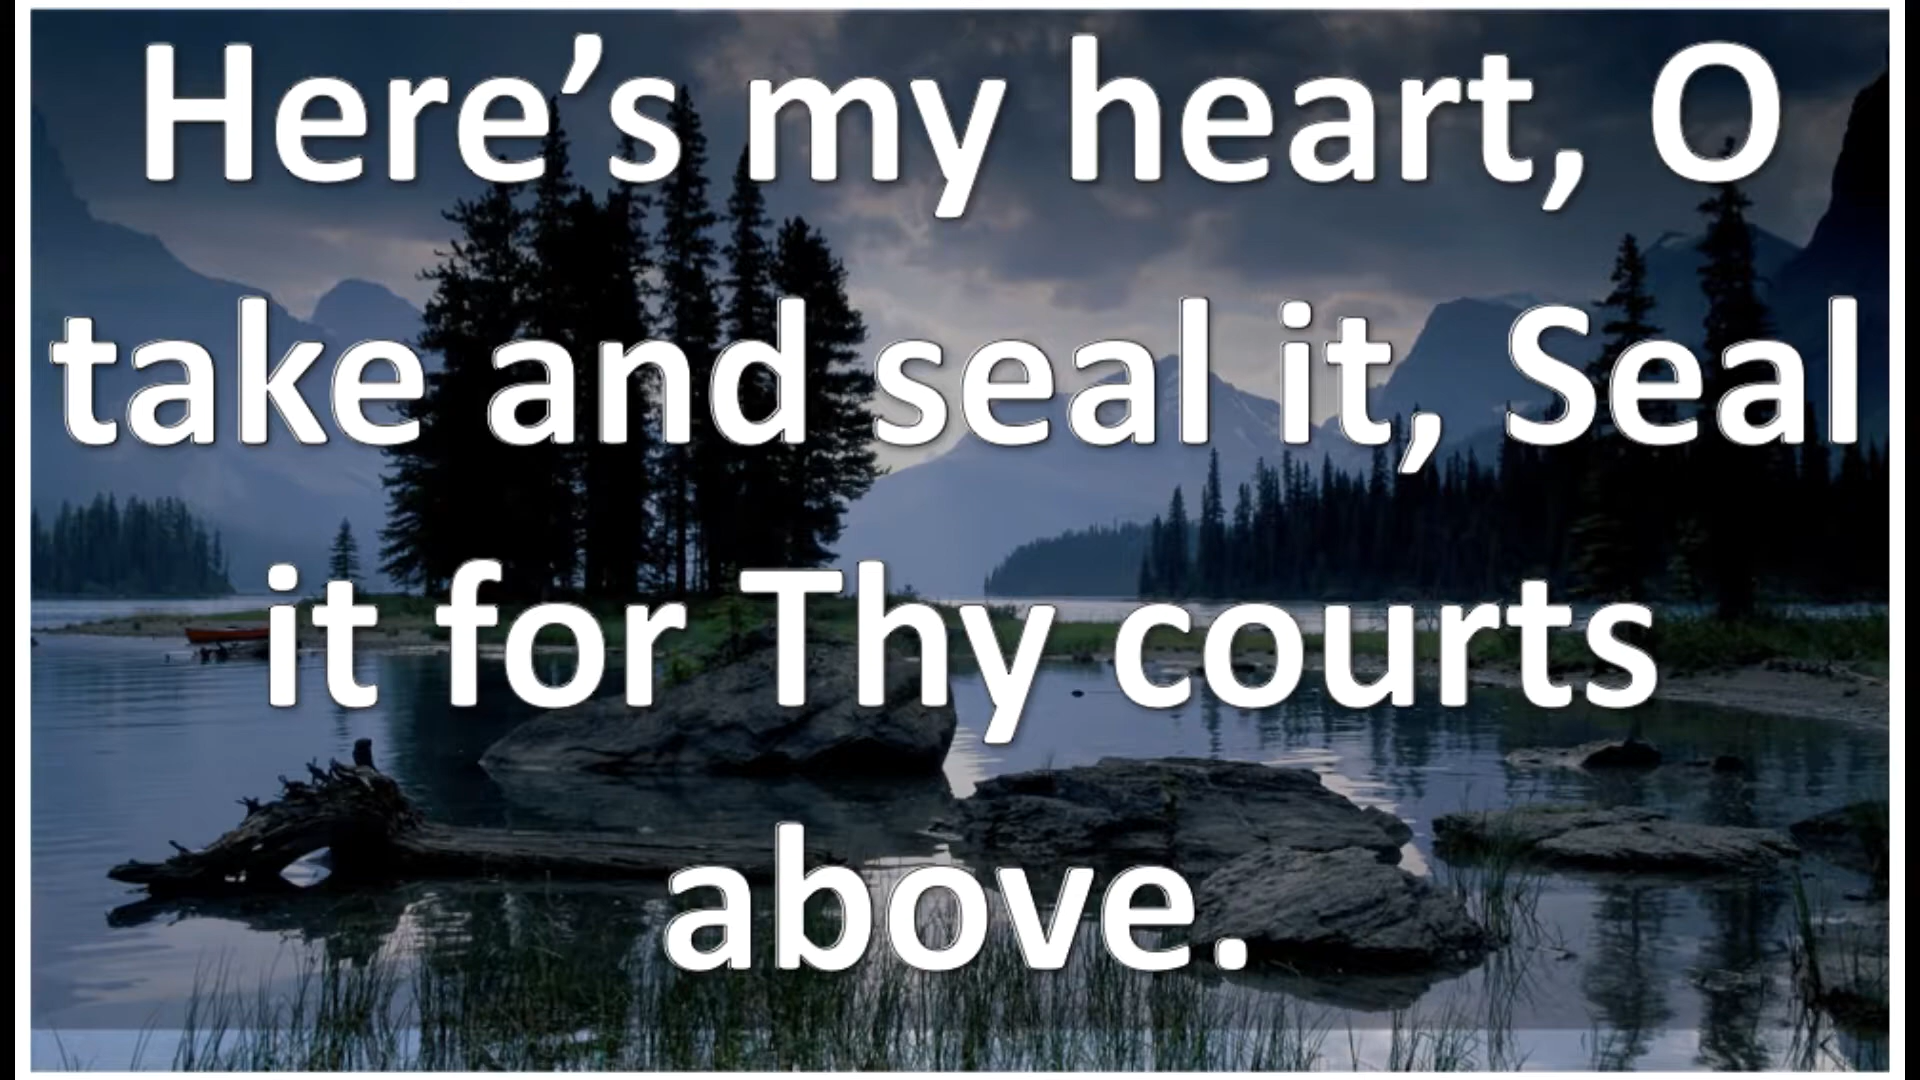 Here’s my heart, O
take and seal it, Seal
it for Thy courts
above.